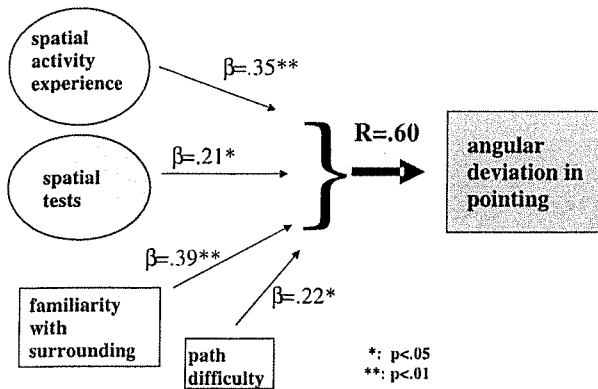 spatial
activity
experience
β=.35**
spatial
tests
β=.21*
familiarity
with
surrounding
β=.39**
path
difficulty
β=.22*
}
R=.60
angular
deviation in
pointing
*: p<.05
**: p<.01